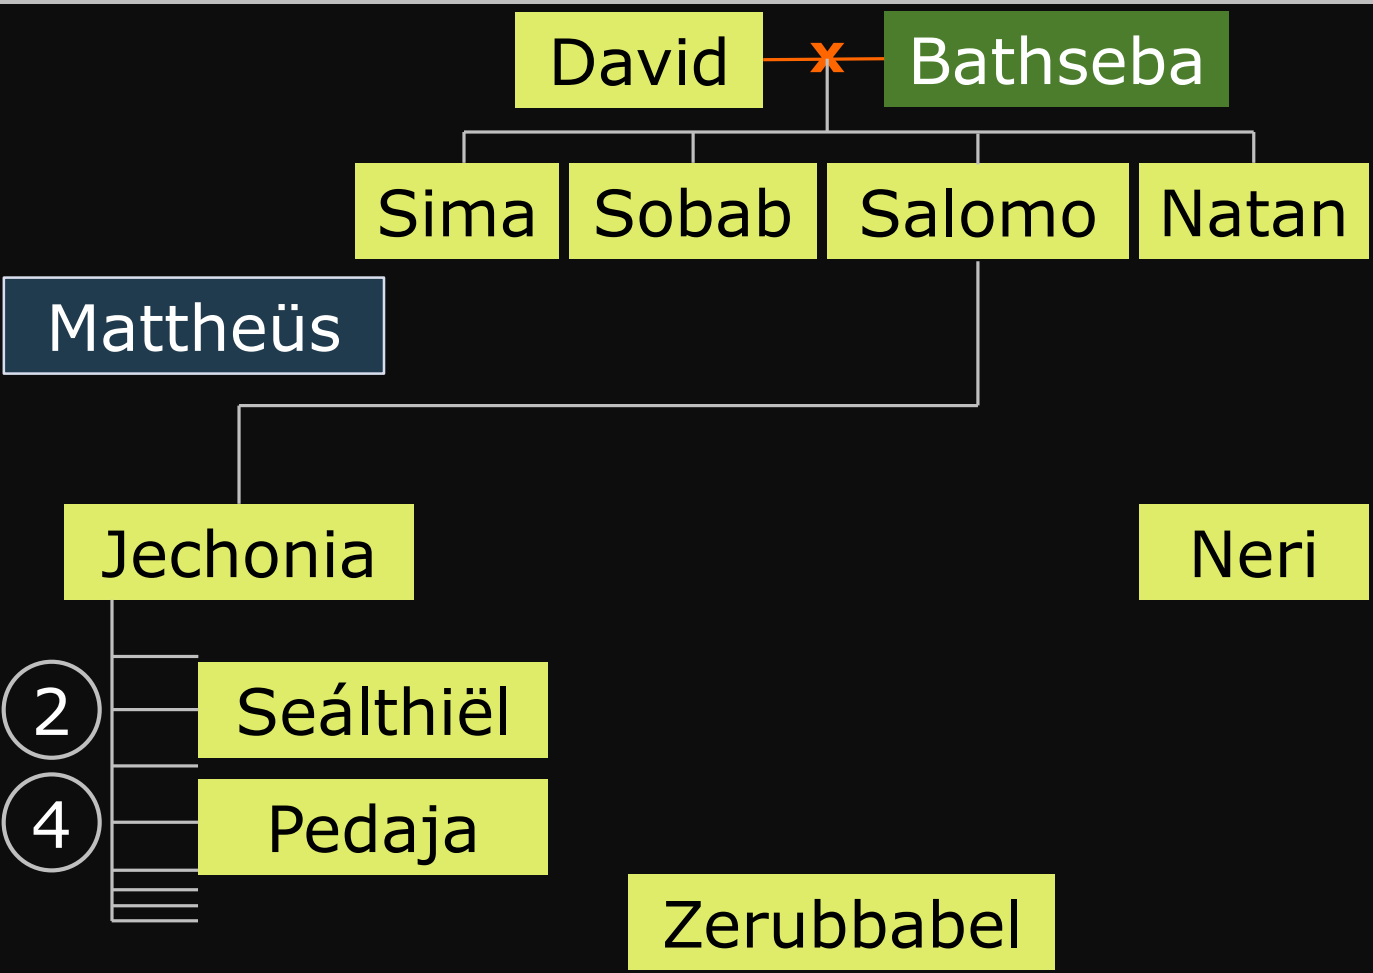 David x Bathseba
Sima Sobab Salomo Natan
Mattheüs
Jechonia Neri
2 Seálthiël
4 Pedaja
Zerubbabel